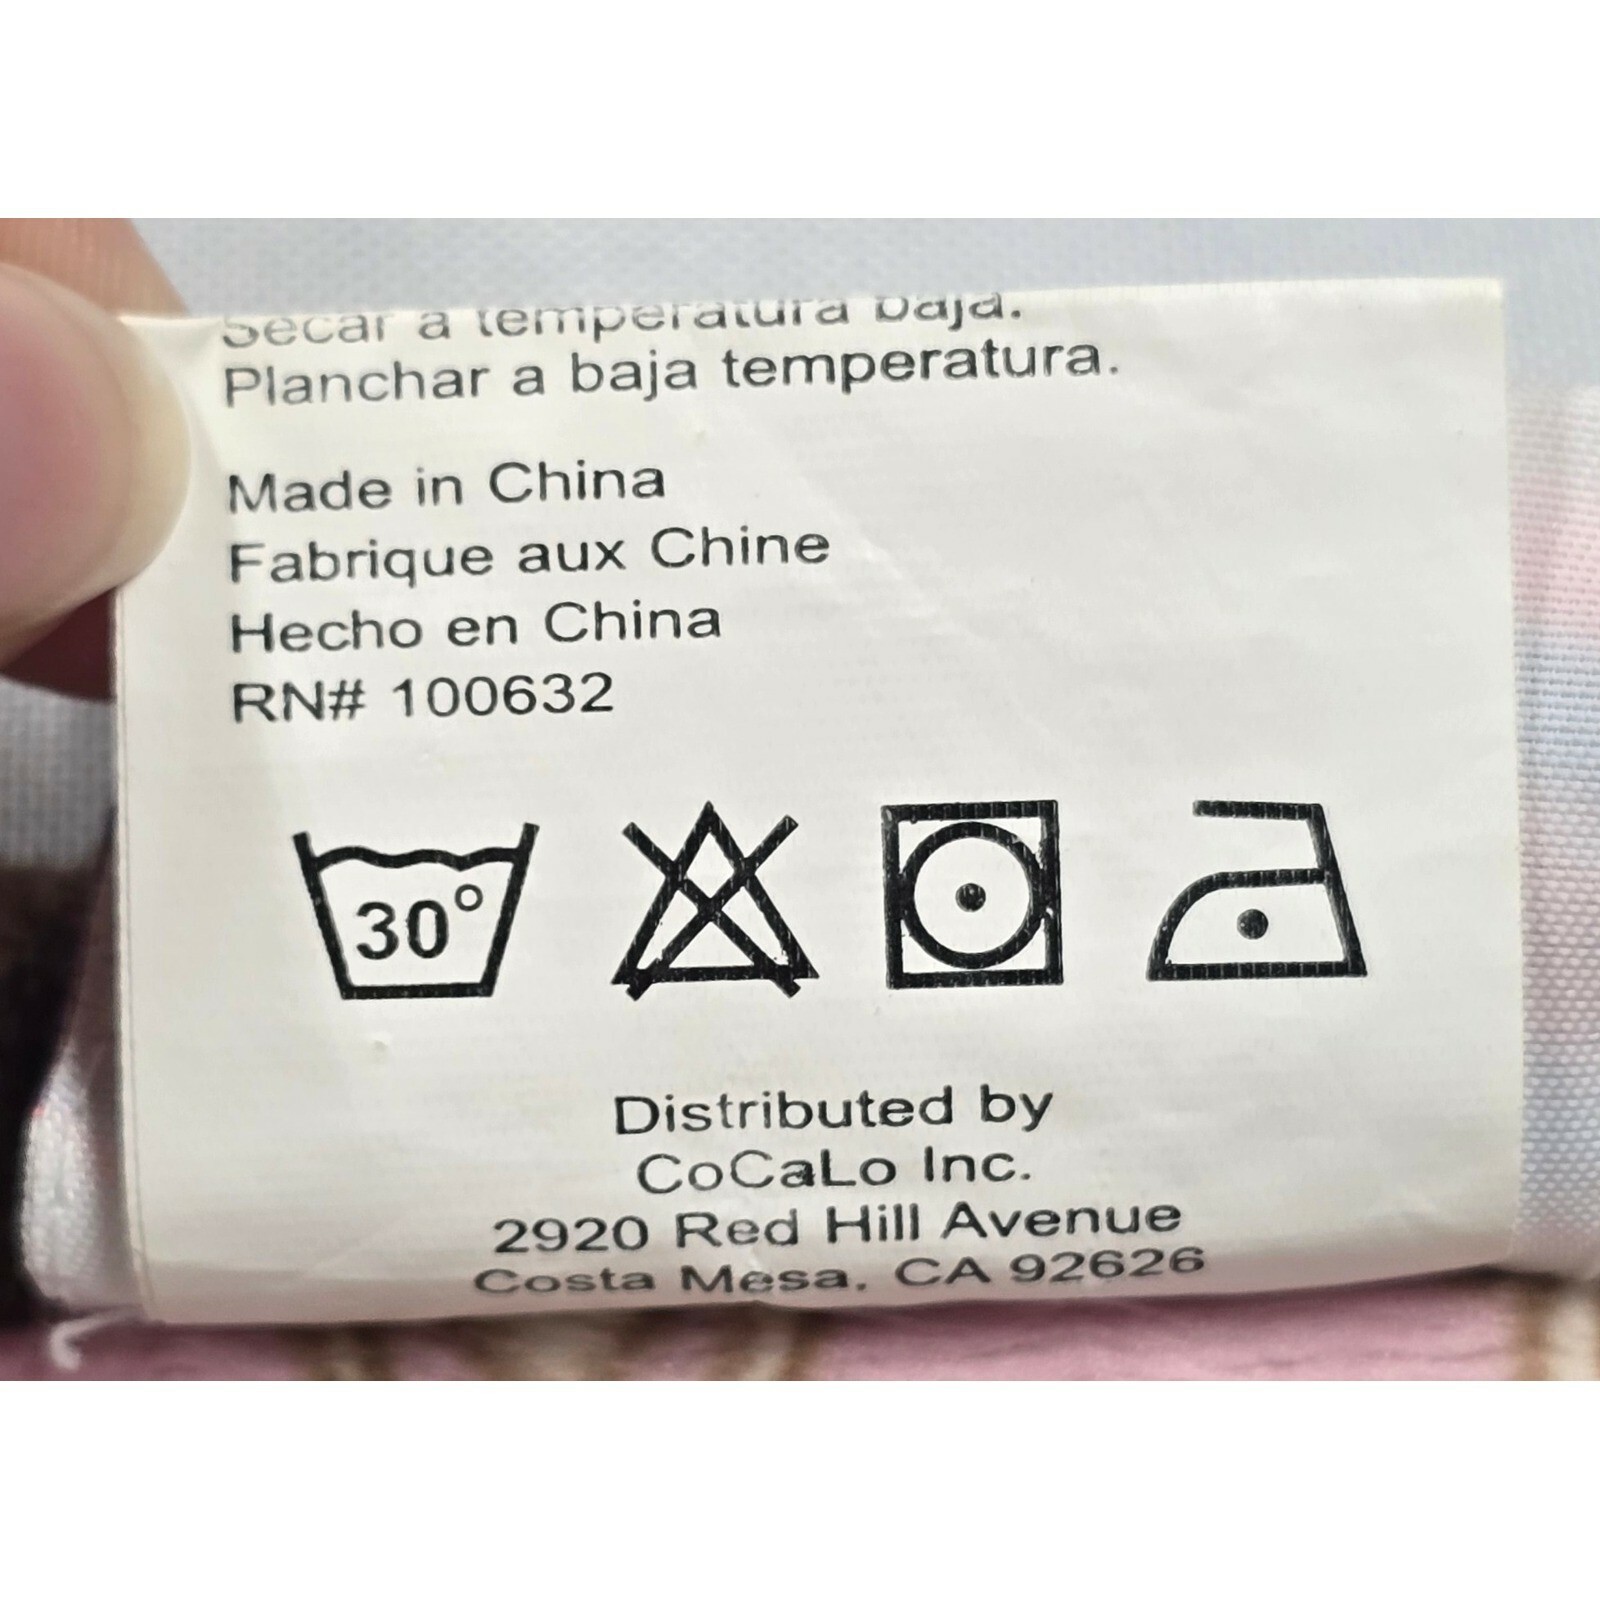 Secar a temperatura baja.
Planchar a baja temperatura.
Made in China
Fabrique aux Chine
Hecho en China
RN# 100632
30°
Distributed by
CoCaLo Inc.
2920 Red Hill Avenue
Costa Mesa, CA 92626